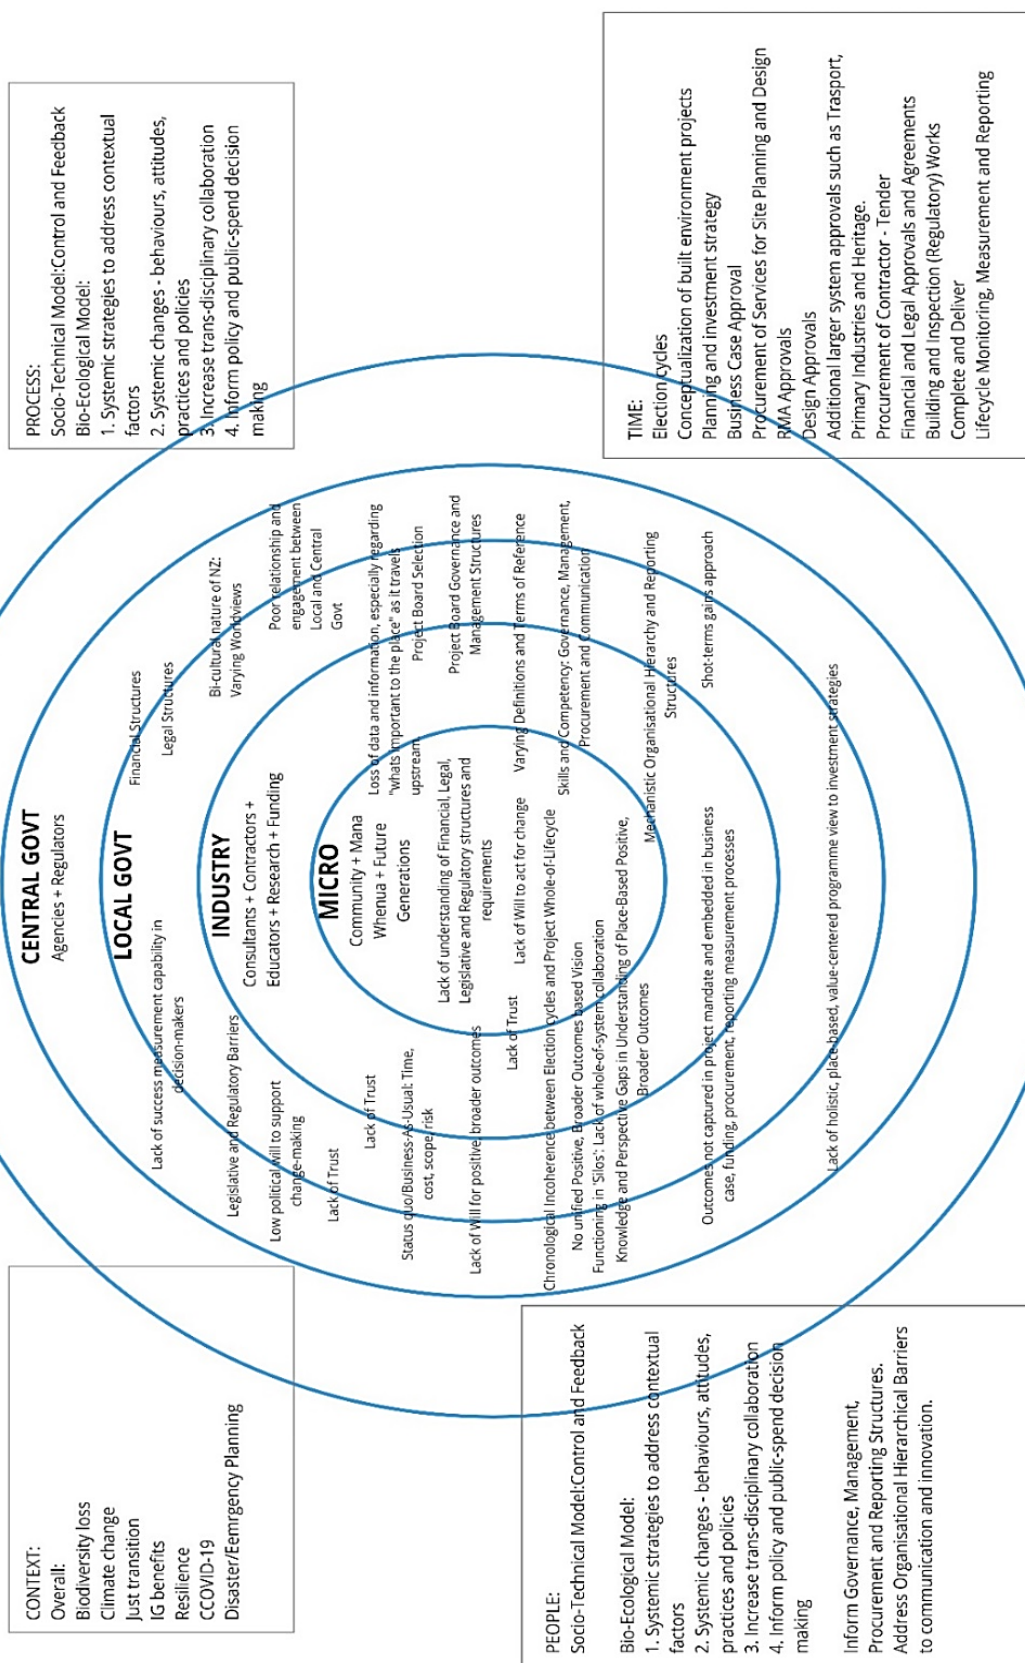 CONTEXT:
Overall:
Biodiversity loss
Climate change
Just transition
IG benefits
Resilience
CCOVID-19
Disaster/Eemrgency Planning
CENTRAL GOVT
Agencies + Regulators
LOCAL GOVT
INDUSTRY
Consultants + Contractors +
Educators + Research + Funding
MICRO
Community + Mana
Whenua + Future
Generations
PROCESS:
Socio-Technical Model:Control and Feedback
Bio-Ecological Model:
1. Systemic strategies to address contextual
factors
2. Systemic changes - behaviours, attitudes,
practices and policies
3. Increase trans-disciplinary collaboration
4. Inform policy and public-spend decision
making
Lack of success measurement capability in
decision-makers
Legislative and Regulatory Barriers
Low political will to support
change-making
Lack of Trust
Lack of Trust
Status quo/Business-As-Usual: Time,
cost, scope, risk
Lack of Will for positive, broader outcomes
Financial Structures
Legal Structures
Bi-cultural nature of NZ:
Varying Worldviews
Poor relationship and
engagement between
Local and Central
Govt
Loss of data and information, especially regarding
"whats important to the place" as it travels
upstream
Project Board Selection
Project Board Governance and
Management Structures
Lack of understanding of Financial, Legal,
Legislative and Regulatory structures and
requirements
Lack of Trust
Lack of Will to act for change
Varying Definitions and Terms of Reference
Chronological Incoherence between Election cycles and Project Whole-of-Lifecycle
Skills and Competency: Governance, Management,
Procurement and Communication
No unified Positive, Broader Outcomes based Vision
Functioning in 'Silos': Lack of whole-of-system collaboration
Knowledge and Perspective Gaps in Understanding of Place-Based Positive,
Broader Outcomes
Mechanistic Organisational Hierarchy and Reporting
Structures
Outcomes not captured in project mandate and embedded in business
case, funding, procurement, reporting measurement processes
Shot-terms gains approach
Lack of holistic, place-based, value-centered programme view to investment strategies
PEOPLE:
Socio-Technical Model:Control and Feedback
Bio-Ecological Model:
1. Systemic strategies to address contextual
factors
2. Systemic changes - behaviours, attitudes,
practices and policies
3. Increase trans-disciplinary collaboration
4. Inform policy and public-spend decision
making
Inform Governance, Management,
Procurement and Reporting Structures.
Address Organisational Hierarchical Barriers
to communication and innovation.
TIME:
Election cycles
Conceptualization of built environment projects
Planning and investment strategy
Business Case Approval
Procurement of Services for Site Planning and Design
RMA Approvals
Design Approvals
Additional larger system approvals such as Trasport,
Primary Industries and Heritage.
Procurement of Contractor - Tender
Financial and Legal Approvals and Agreements
Building and Inspection (Regulatory) Works
Complete and Deliver
Lifecycle Monitoring, Measurement and Reporting